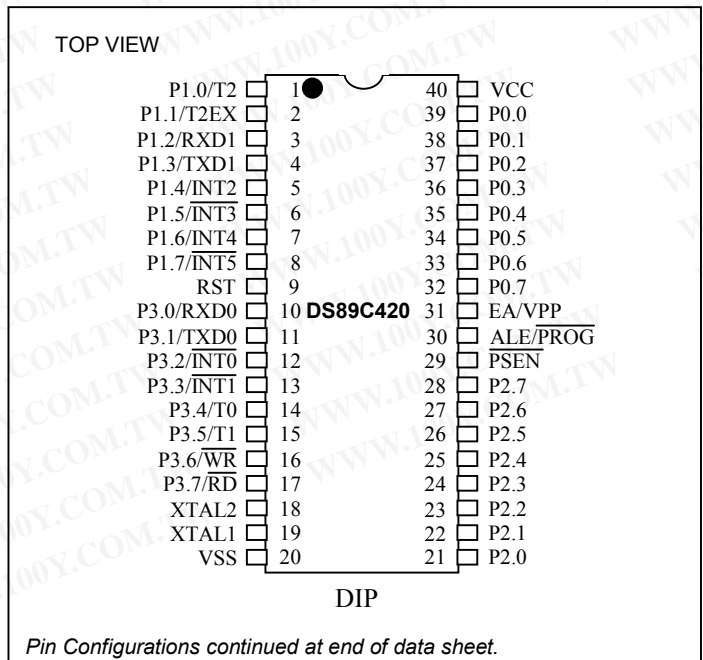 TOP VIEW
P1.0/T2 1 40 VCC
P1.1/T2EX 2 39 P0.0
P1.2/RXD1 3 38 P0.1
P1.3/TXD1 4 37 P0.2
P1.4/INT2 5 36 P0.3
P1.5/INT3 6 35 P0.4
P1.6/INT4 7 34 P0.5
P1.7/INT5 8 33 P0.6
RST 9 32 P0.7
P3.0/RXD0 10 DS89C420 31 EA/VPP
P3.1/TXD0 11 30 ALE/PROG
P3.2/INT0 12 29 PSEN
P3.3/INT1 13 28 P2.7
P3.4/T0 14 27 P2.6
P3.5/T1 15 26 P2.5
P3.6/WR 16 25 P2.4
P3.7/RD 17 24 P2.3
XTAL2 18 23 P2.2
XTAL1 19 22 P2.1
VSS 20 21 P2.0
DIP
Pin Configurations continued at end of data sheet.
WWW.100Y.COM.TW